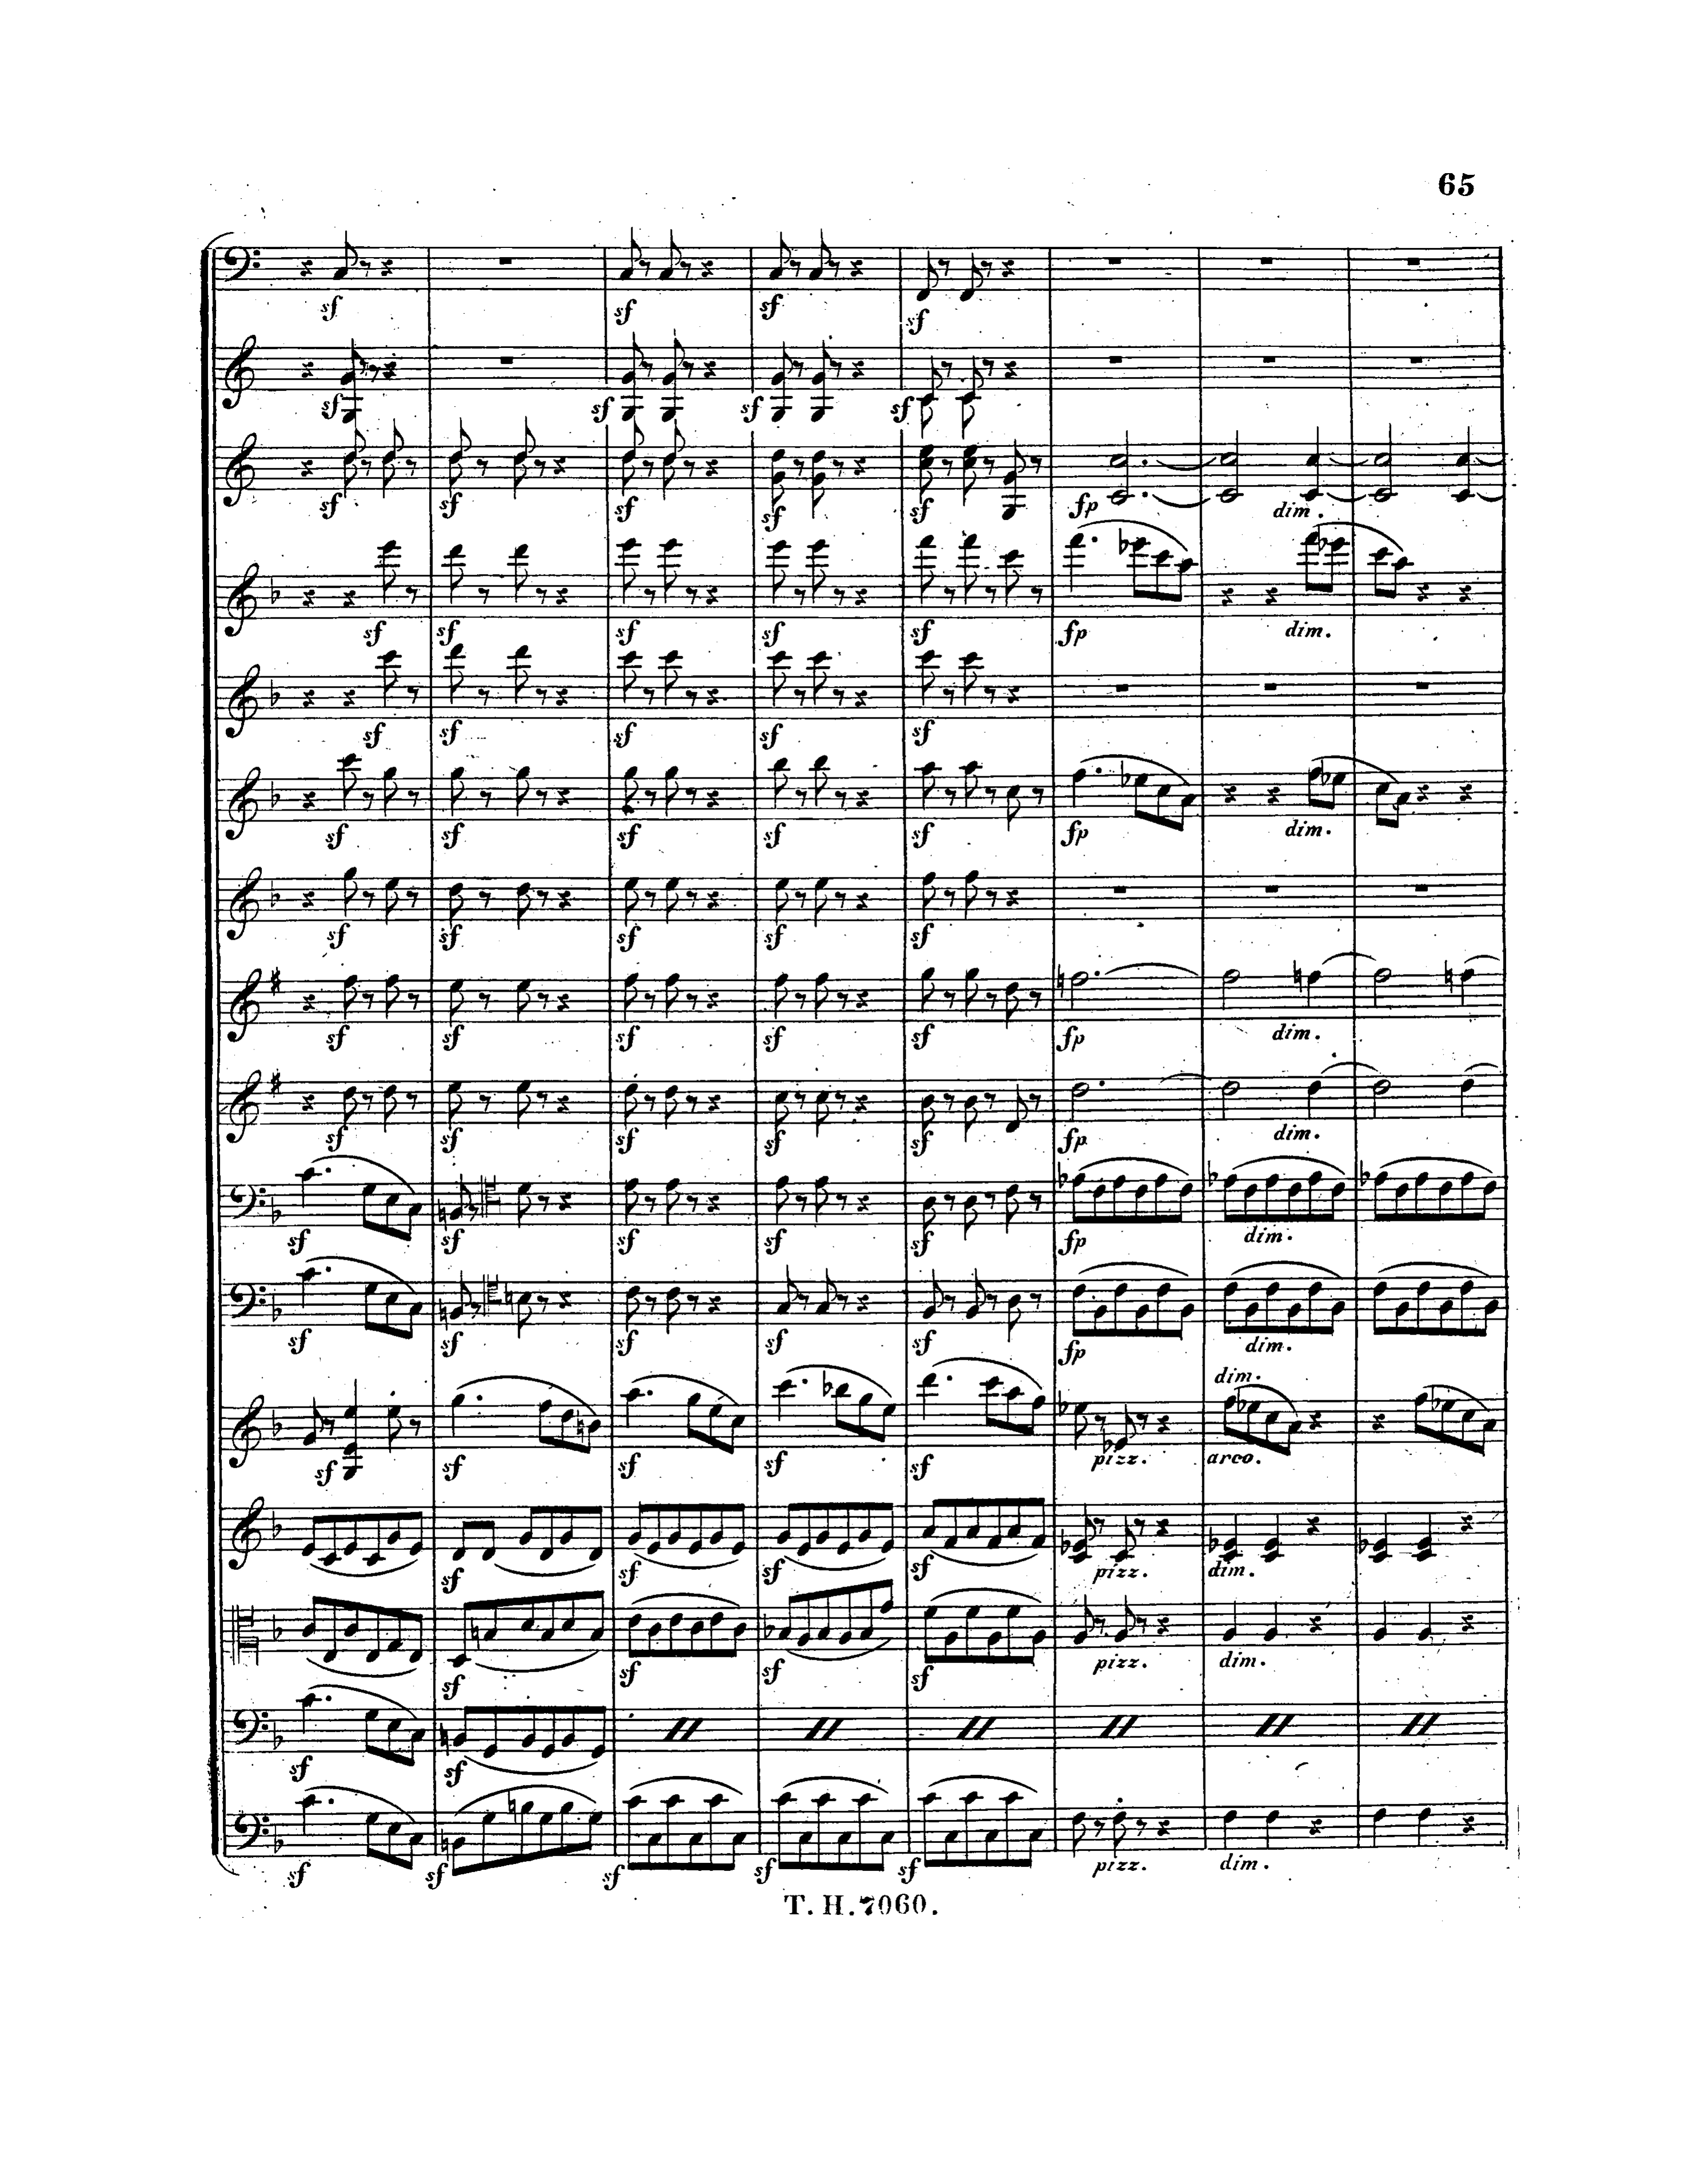 65
sf
sf sf sf
sf sf sf sf
sf sf sf sf sf fp dim.
sf sf sf sf sf fp dim.
sf sf sf sf sf
sf sf sf sf sf fp dim.
sf sf sf sf sf
sf sf sf sf sf fp dim.
sf sf sf sf sf fp dim.
sf sf sf sf sf fp dim.
sf sf sf sf sf fp dim.
dim.
sf sf sf sf sf pizz. arco.
sf sf sf sf pizz. dim.
sf sf sf sf pizz. dim.
sf sf
sf sf sf sf sf pizz. dim.
T. H. 7060.